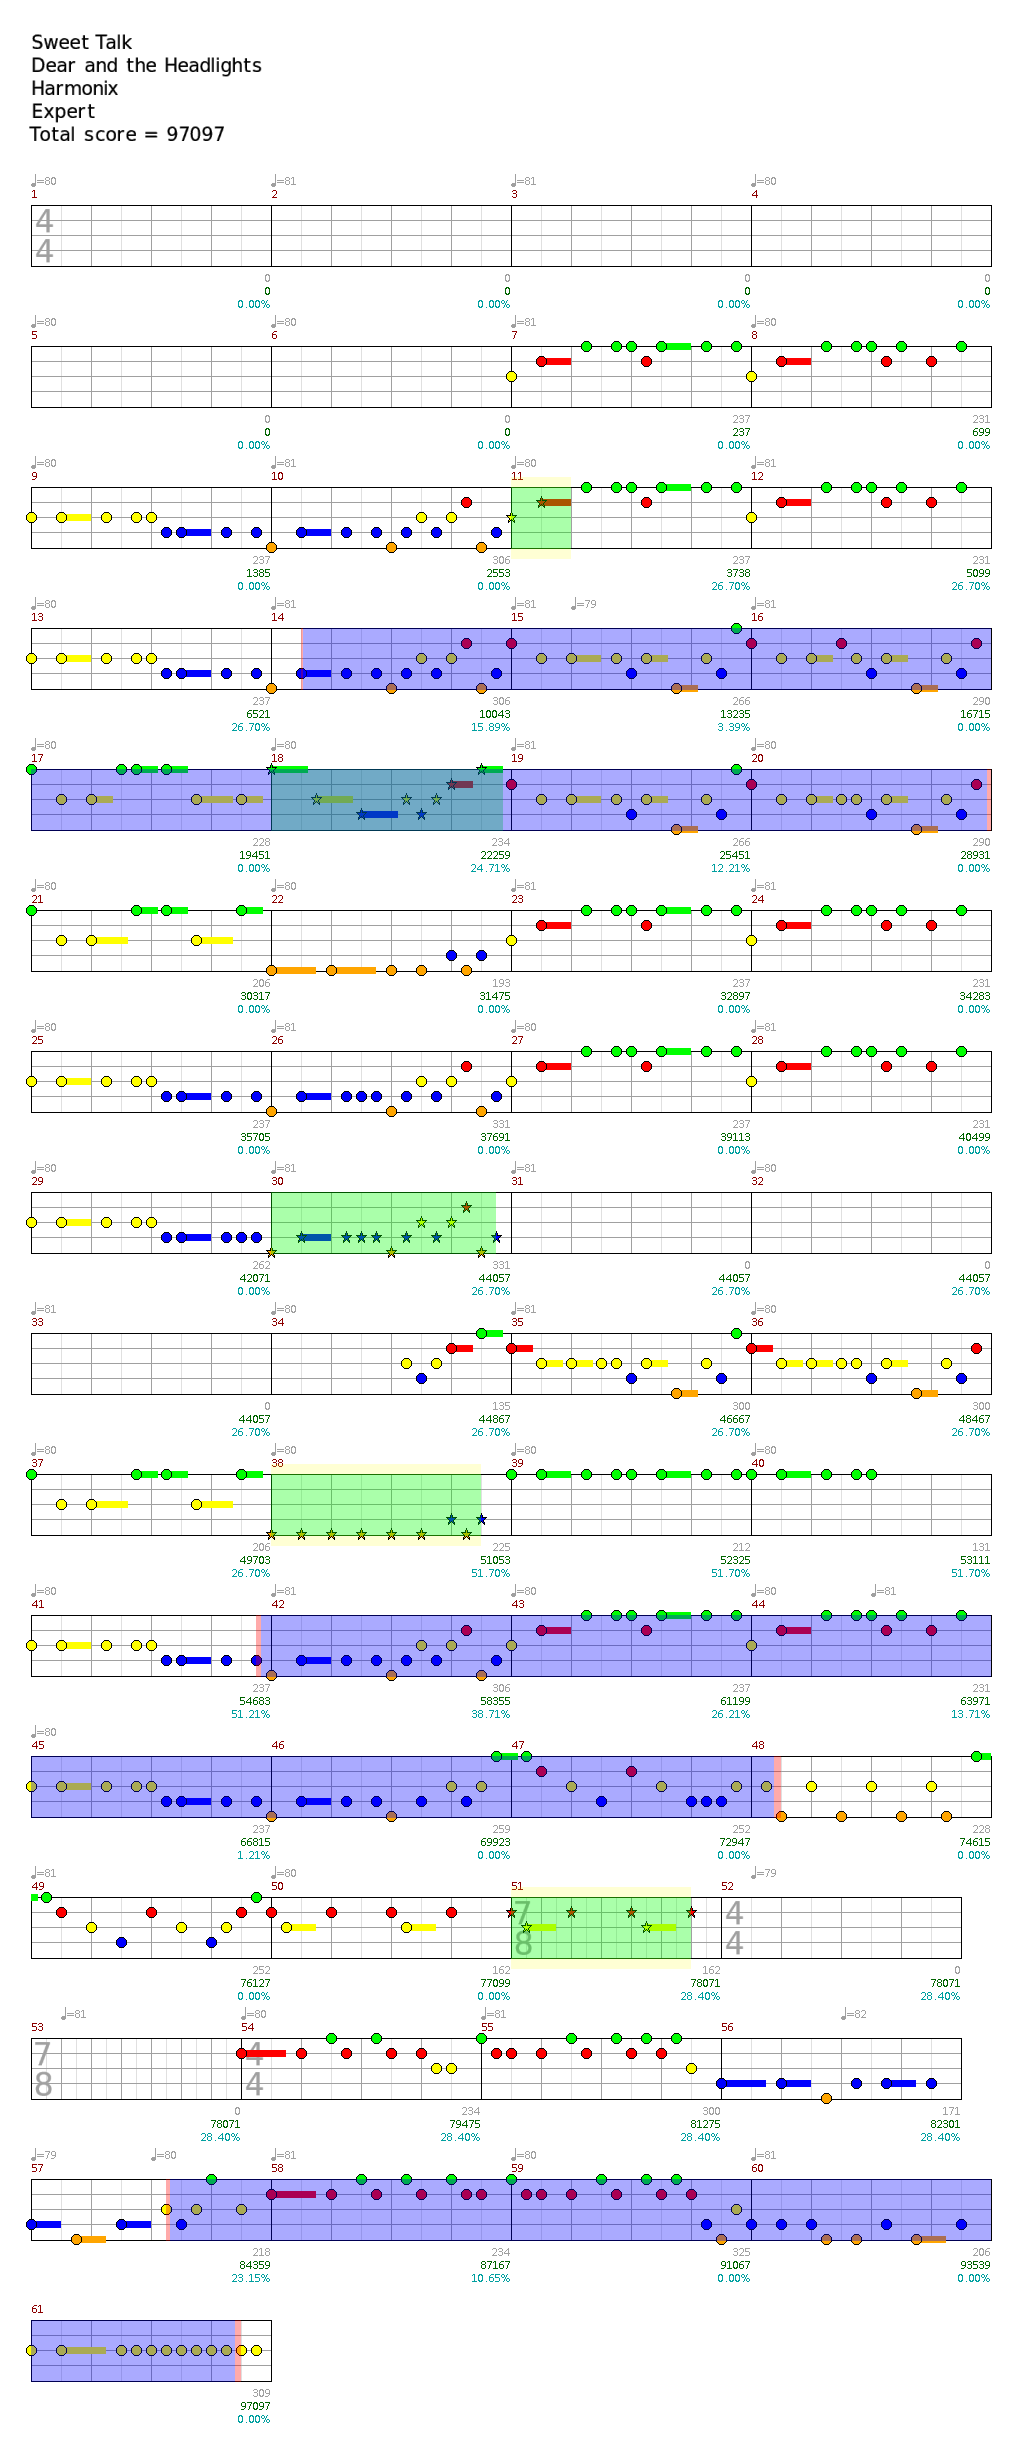 Sweet Talk
Dear and the Headlights
Harmonix
Expert
Total score = 97097
♩=80 ♩=81 ♩=81 ♩=80
1 2 3 4
4
4
0 0 0 0
0 0 0 0
0.00% 0.00% 0.00% 0.00%
♩=80 ♩=80 ♩=81 ♩=80
5 6 7 8
0 0 237 231
0 0 237 699
0.00% 0.00% 0.00% 0.00%
♩=80 ♩=81 ♩=80
9 10 11 12
237 306 237 231
1385 2553 3738 5099
0.00% 0.00% 26.70% 26.70%
♩=80 ♩=81 ♩=81 ♩=79 ♩=81
13 14 15 16
237 306 266 290
6521 10043 13235 16715
26.70% 15.89% 3.39% 0.00%
♩=80 ♩=80 ♩=81 ♩=80
17 18 19 20
228 234 266 290
19451 22259 25451 28931
0.00% 24.71% 12.21% 0.00%
♩=80 ♩=80 ♩=81 ♩=81
21 22 23 24
206 193 237 231
30317 31475 32897 34283
0.00% 0.00% 0.00% 0.00%
♩=80 ♩=81 ♩=80 ♩=80
25 26 27 28
237 331 237 231
35705 37691 39113 40499
0.00% 0.00% 0.00% 0.00%
♩=80 ♩=81 ♩=81 ♩=80
29 30 31 32
262 331 0 0
42071 44057 44057 44057
0.00% 26.70% 26.70% 26.70%
♩=81 ♩=80 ♩=81 ♩=80
33 34 35 36
0 135 300 300
44057 44867 46667 48467
26.70% 26.70% 26.70% 26.70%
♩=80 ♩=80 ♩=81 ♩=80
37 38 39 40
206 225 212 131
49703 51053 52325 53111
26.70% 51.70% 51.70% 51.70%
♩=80 ♩=81 ♩=80 ♩=80 ♩=81
41 42 43 44
237 306 237 231
54683 58355 61199 63971
51.21% 38.71% 26.21% 13.71%
♩=80
45 46 47 48
237 259 252 228
66815 69923 72947 74615
1.21% 0.00% 0.00% 0.00%
♩=81 ♩=80 ♩=79
49 50 51 52
7 4
8 4
252 162 162 0
76127 77099 78071 78071
0.00% 0.00% 28.40% 28.40%
♩=81 ♩=80 ♩=81 ♩=82
53 54 55 56
7 4
8 4
0 234 300 171
78071 79475 81275 82301
28.40% 28.40% 28.40% 28.40%
♩=79 ♩=80 ♩=81 ♩=80 ♩=81
57 58 59 60
218 234 325 206
84359 87167 91067 93539
23.15% 10.65% 0.00% 0.00%
61
309
97097
0.00%